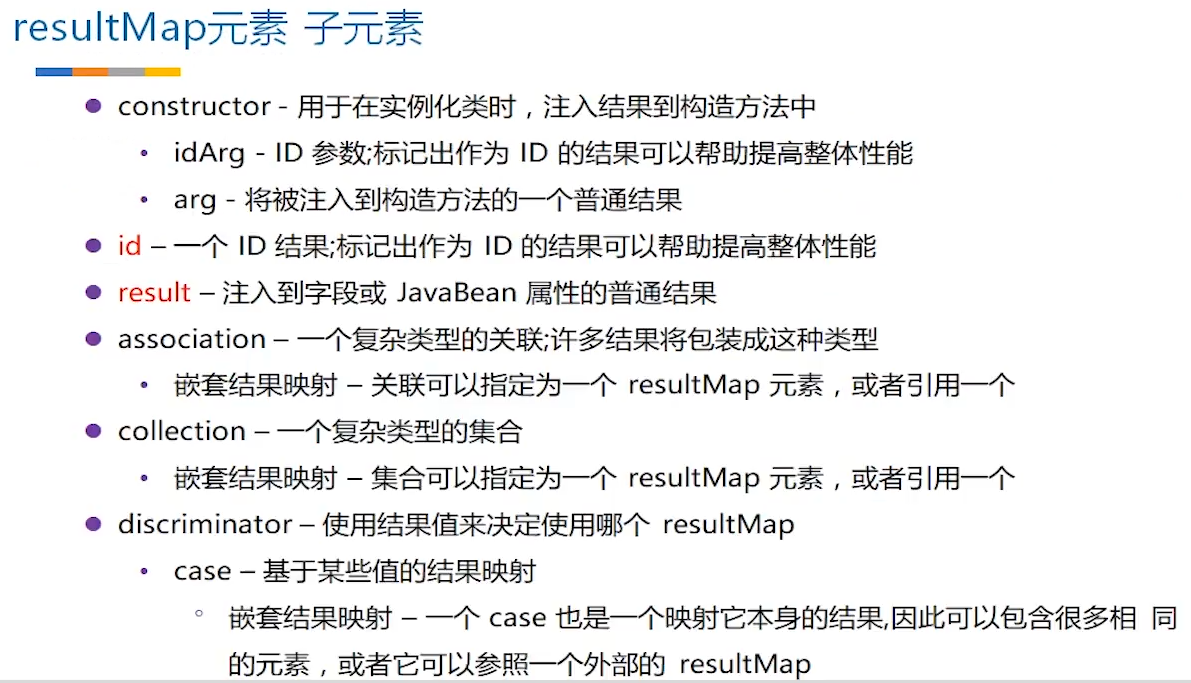 resultMap元素 子元素
constructor - 用于在实例化类时，注入结果到构造方法中
idArg - ID 参数;标记出作为 ID 的结果可以帮助提高整体性能
arg - 将被注入到构造方法的一个普通结果
id – 一个 ID 结果;标记出作为 ID 的结果可以帮助提高整体性能
result – 注入到字段或 JavaBean 属性的普通结果
association – 一个复杂类型的关联;许多结果将包装成这种类型
嵌套结果映射 – 关联可以指定为一个 resultMap 元素，或者引用一个
collection – 一个复杂类型的集合
嵌套结果映射 – 集合可以指定为一个 resultMap 元素，或者引用一个
discriminator – 使用结果值来决定使用哪个 resultMap
case – 基于某些值的结果映射
嵌套结果映射 – 一个 case 也是一个映射它本身的结果,因此可以包含很多相 同
的元素，或者它可以参照一个外部的 resultMap